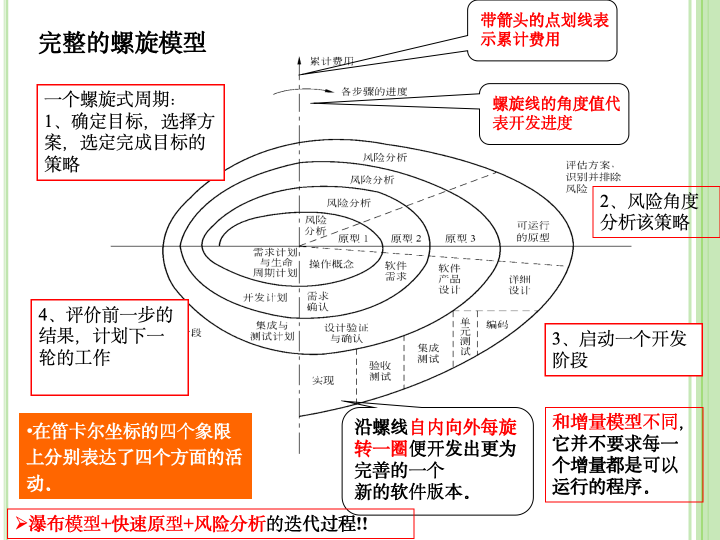 完整的螺旋模型
带箭头的点划线表
示累计费用
累计费用
各步骤的进度
螺旋线的角度值代
表开发进度
一个螺旋式周期：
1、确定目标，选择方
案，选定完成目标的
策略
风险分析
风险分析
风险分析
风险
分析
评估方案，
识别并排除
风险
2、风险角度
分析该策略
原型 1
原型 2
原型 3
可运行
的原型
需求计划
与生命
周期计划
操作概念
软件
需求
软件
产品
设计
详细
设计
开发计划
需求
确认
集成与
测试计划
设计验证
与确认
单
元
测
试
编码
集成
测试
验收
测试
实现
段
4、评价前一步的
结果，计划下一
轮的工作
3、启动一个开发
阶段
•在笛卡尔坐标的四个象限
上分别表达了四个方面的活
动．
沿螺线自内向外每旋
转一圈便开发出更为
完善的一个
新的软件版本．
和增量模型不同，
它并不要求每一
个增量都是可以
运行的程序．
➢瀑布模型+快速原型+风险分析的迭代过程!!